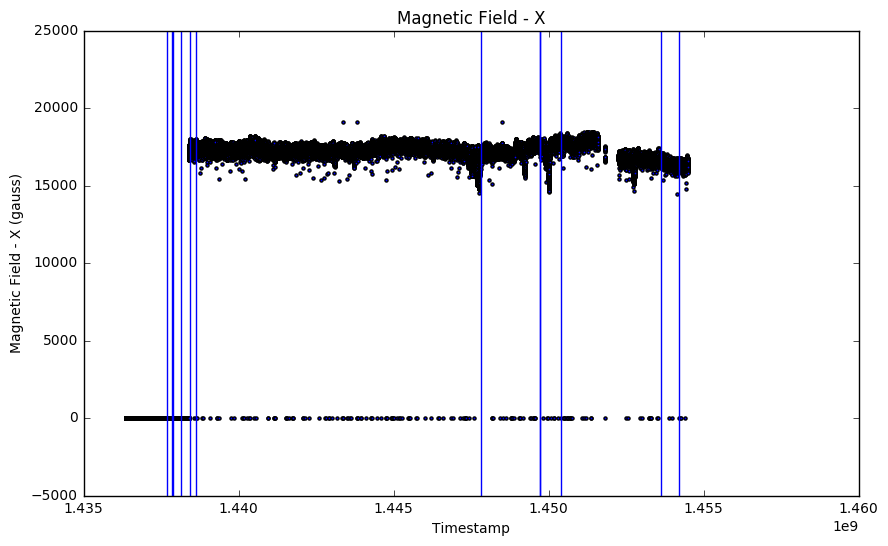 Magnetic Field - X
25000
20000
15000
10000
5000
0
−5000
Magnetic Field - X (gauss)
1.435 1.440 1.445 1.450 1.455 1.460
1e9
Timestamp